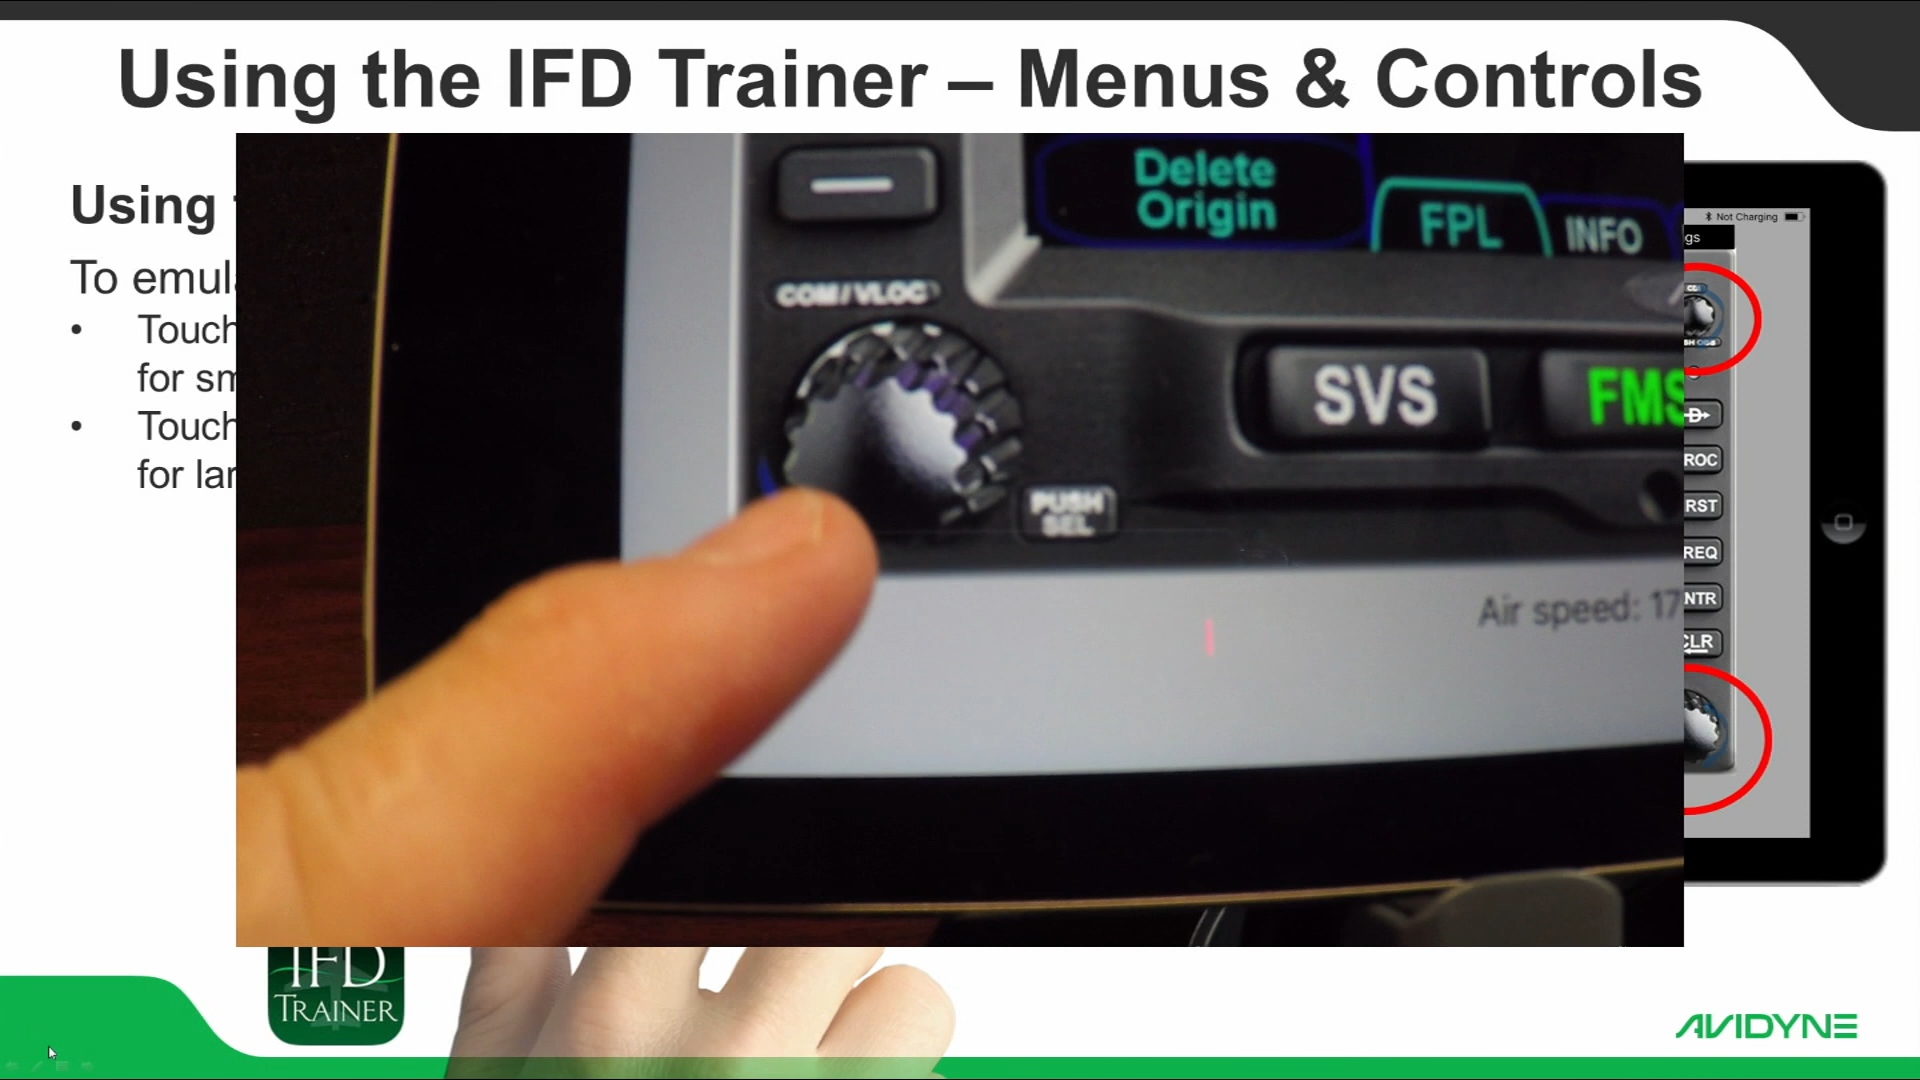 Using the IFD Trainer – Menus & Controls
Using
To emul
• Touch
for sm
• Touch
for lar
Delete
Origin
FPL
INFO
COM/VLOC
SVS
FMS
PUSH
SEL
Air speed: 17
Not Charging
gs
D
ROC
RST
REQ
NTR
CLR
IFD
TRAINER
AVIDYNE